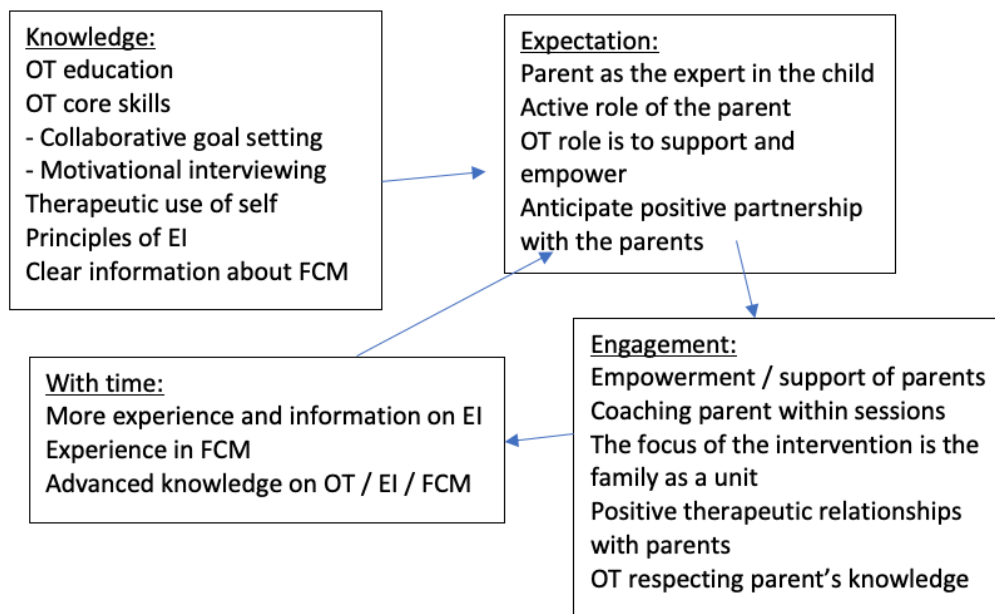 Knowledge:
OT education
OT core skills
- Collaborative goal setting
- Motivational interviewing
Therapeutic use of self
Principles of EI
Clear information about FCM
Expectation:
Parent as the expert in the child
Active role of the parent
OT role is to support and
empower
Anticipate positive partnership
with the parents
Engagement:
Empowerment / support of parents
Coaching parent within sessions
The focus of the intervention is the
family as a unit
Positive therapeutic relationships
with parents
OT respecting parent’s knowledge
With time:
More experience and information on EI
Experience in FCM
Advanced knowledge on OT / EI / FCM